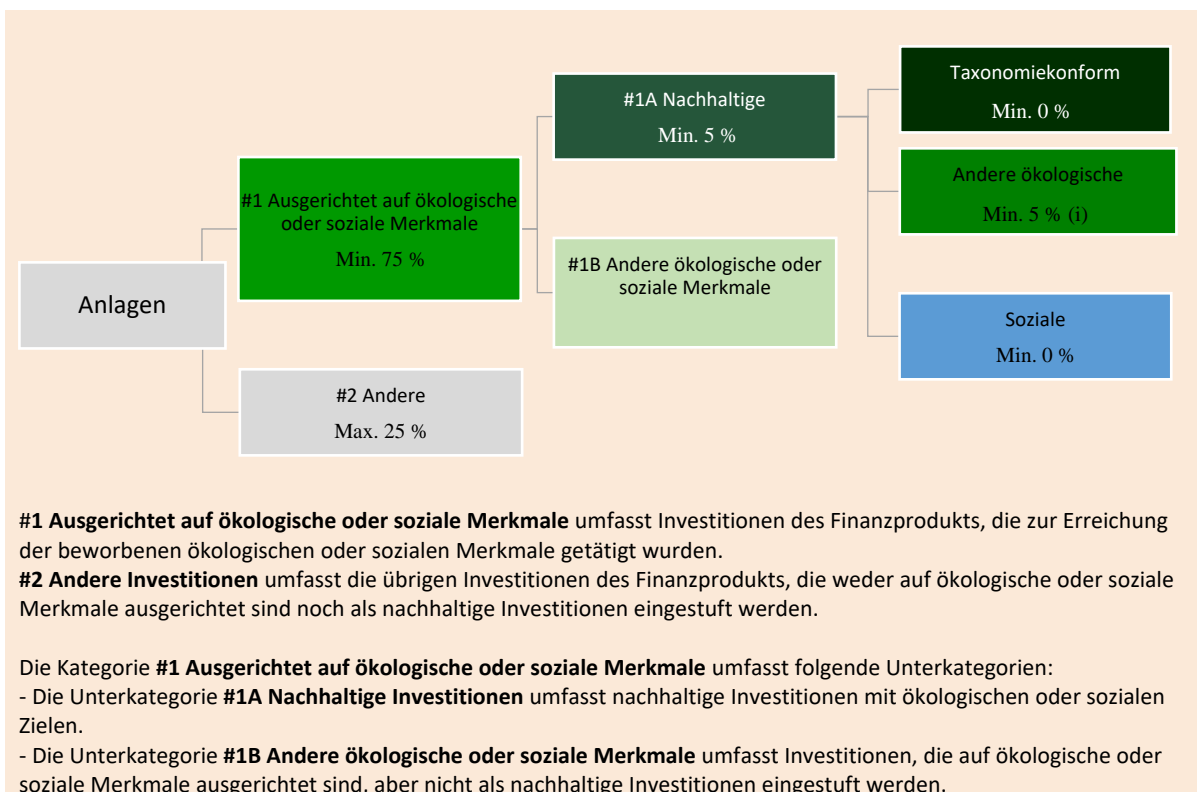 Anlagen
#1 Ausgerichtet auf ökologische
oder soziale Merkmale
Min. 75 %
#2 Andere
Max. 25 %
#1A Nachhaltige
Min. 5 %
#1B Andere ökologische oder
soziale Merkmale
Taxonomiekonform
Min. 0 %
Andere ökologische
Min. 5 % (i)
Soziale
Min. 0 %
#1 Ausgerichtet auf ökologische oder soziale Merkmale umfasst Investitionen des Finanzprodukts, die zur Erreichung
der beworbenen ökologischen oder sozialen Merkmale getätigt wurden.
#2 Andere Investitionen umfasst die übrigen Investitionen des Finanzprodukts, die weder auf ökologische oder soziale
Merkmale ausgerichtet sind noch als nachhaltige Investitionen eingestuft werden.
Die Kategorie #1 Ausgerichtet auf ökologische oder soziale Merkmale umfasst folgende Unterkategorien:
- Die Unterkategorie #1A Nachhaltige Investitionen umfasst nachhaltige Investitionen mit ökologischen oder sozialen
Zielen.
- Die Unterkategorie #1B Andere ökologische oder soziale Merkmale umfasst Investitionen, die auf ökologische oder
soziale Merkmale ausgerichtet sind, aber nicht als nachhaltige Investitionen eingestuft werden.